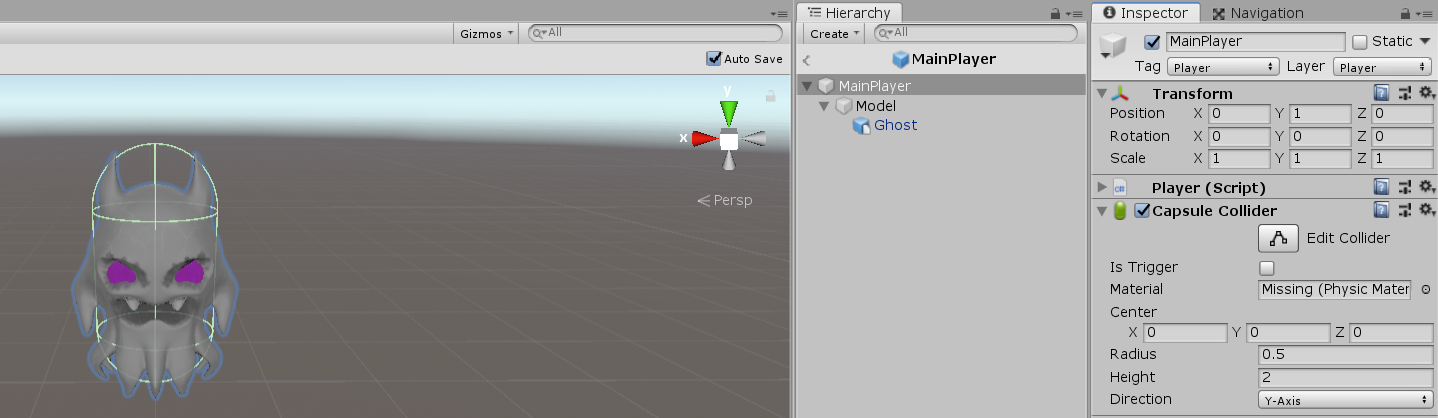 Gizmos
All
Auto Save
y
x
Persp
Hierarchy
Create
All
MainPlayer
MainPlayer
Model
Ghost
Inspector
Navigation
MainPlayer
Static
Tag Player Layer Player
Transform
Position X 0 Y 1 Z 0
Rotation X 0 Y 0 Z 0
Scale X 1 Y 1 Z 1
C#
Player (Script)
Capsule Collider
Edit Collider
Is Trigger
Material Missing (Physic Mater
Center
X 0 Y 0 Z 0
Radius 0.5
Height 2
Direction Y-Axis